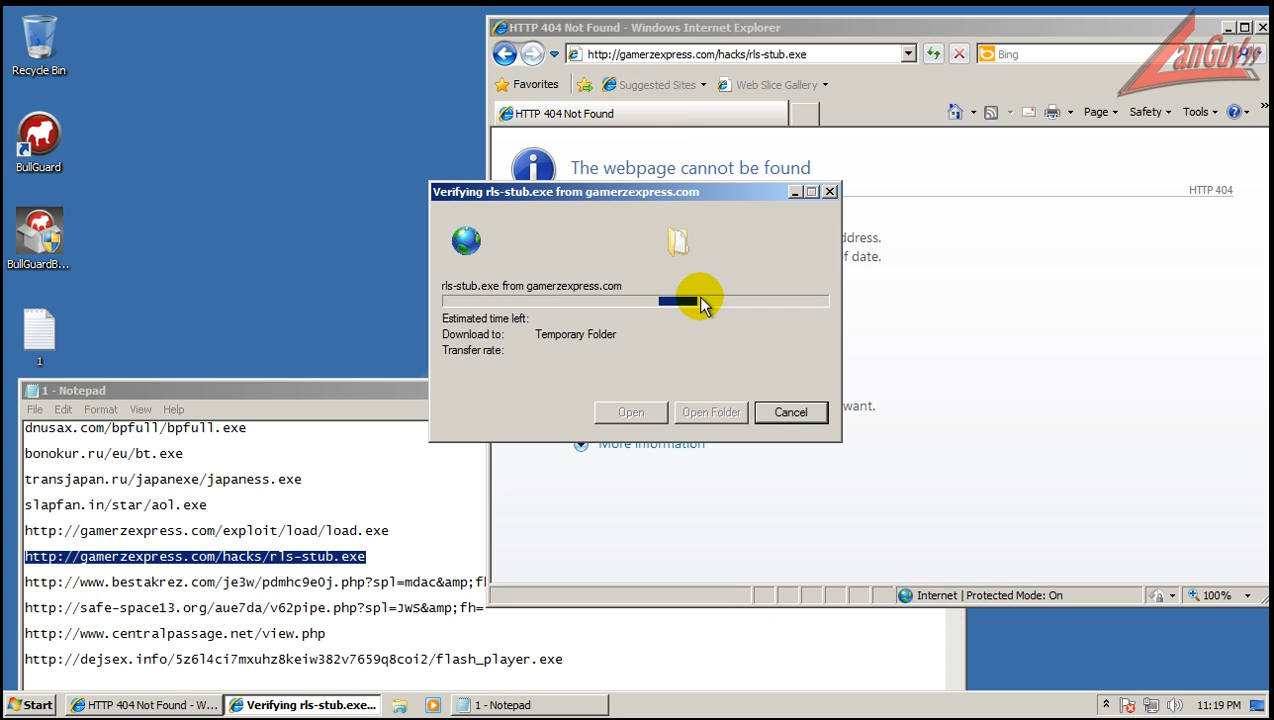 Recycle Bin
BullGuard
BullGuardB...
1
HTTP 404 Not Found - Windows Internet Explorer
http://gamerzexpress.com/hacks/rls-stub.exe
Bing
LanGuys
Favorites
Suggested Sites
Web Slice Gallery
HTTP 404 Not Found
Page
Safety
Tools
»
The webpage cannot be found
HTTP 404
ddress.
of date.
want.
More information
Internet | Protected Mode: On
100%
Verifying rls-stub.exe from gamerzexpress.com
rls-stub.exe from gamerzexpress.com
Estimated time left:
Download to: Temporary Folder
Transfer rate:
Open
Open Folder
Cancel
1 - Notepad
File Edit Format View Help
dnusax.com/bpfull/bpfull.exe
bonokur.ru/eu/bt.exe
transjapan.ru/japanexe/japaness.exe
slapfan.in/star/aol.exe
http://gamerzexpress.com/exploit/load/load.exe
http://gamerzexpress.com/hacks/rls-stub.exe
http://www.bestakrez.com/je3w/pdmhc9e0j.php?spl=mdac&amp;fh
http://safe-space13.org/aue7da/v62pipe.php?spl=JWS&amp;fh=
http://www.centralpassage.net/view.php
http://dejsex.info/5z6l4ci7mxuhz8keiw382v7659q8coi2/flash_player.exe
Start
HTTP 404 Not Found - W...
Verifying rls-stub.exe...
1 - Notepad
11:19 PM